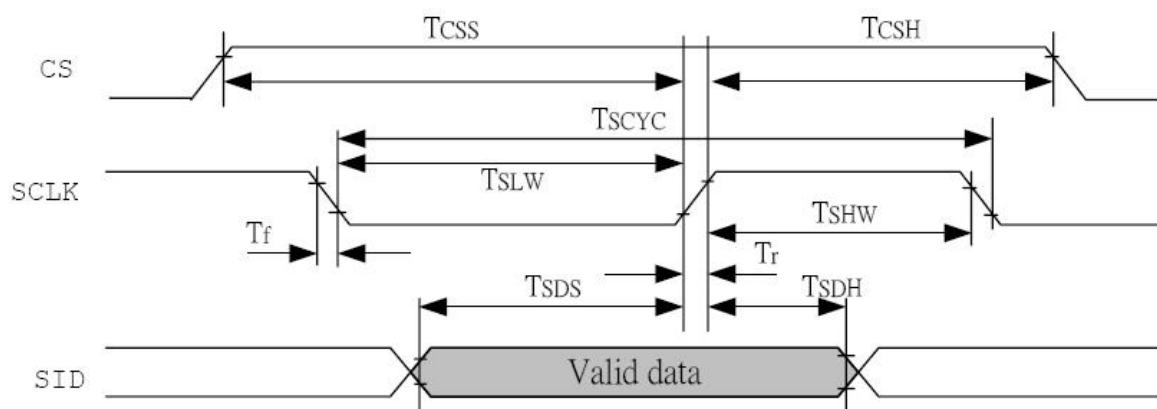 TCSS TCSH
CS
TSCYC
TSLW
SCLK
TSHW
Tf
Tr
TSDS TSDH
Valid data
SID